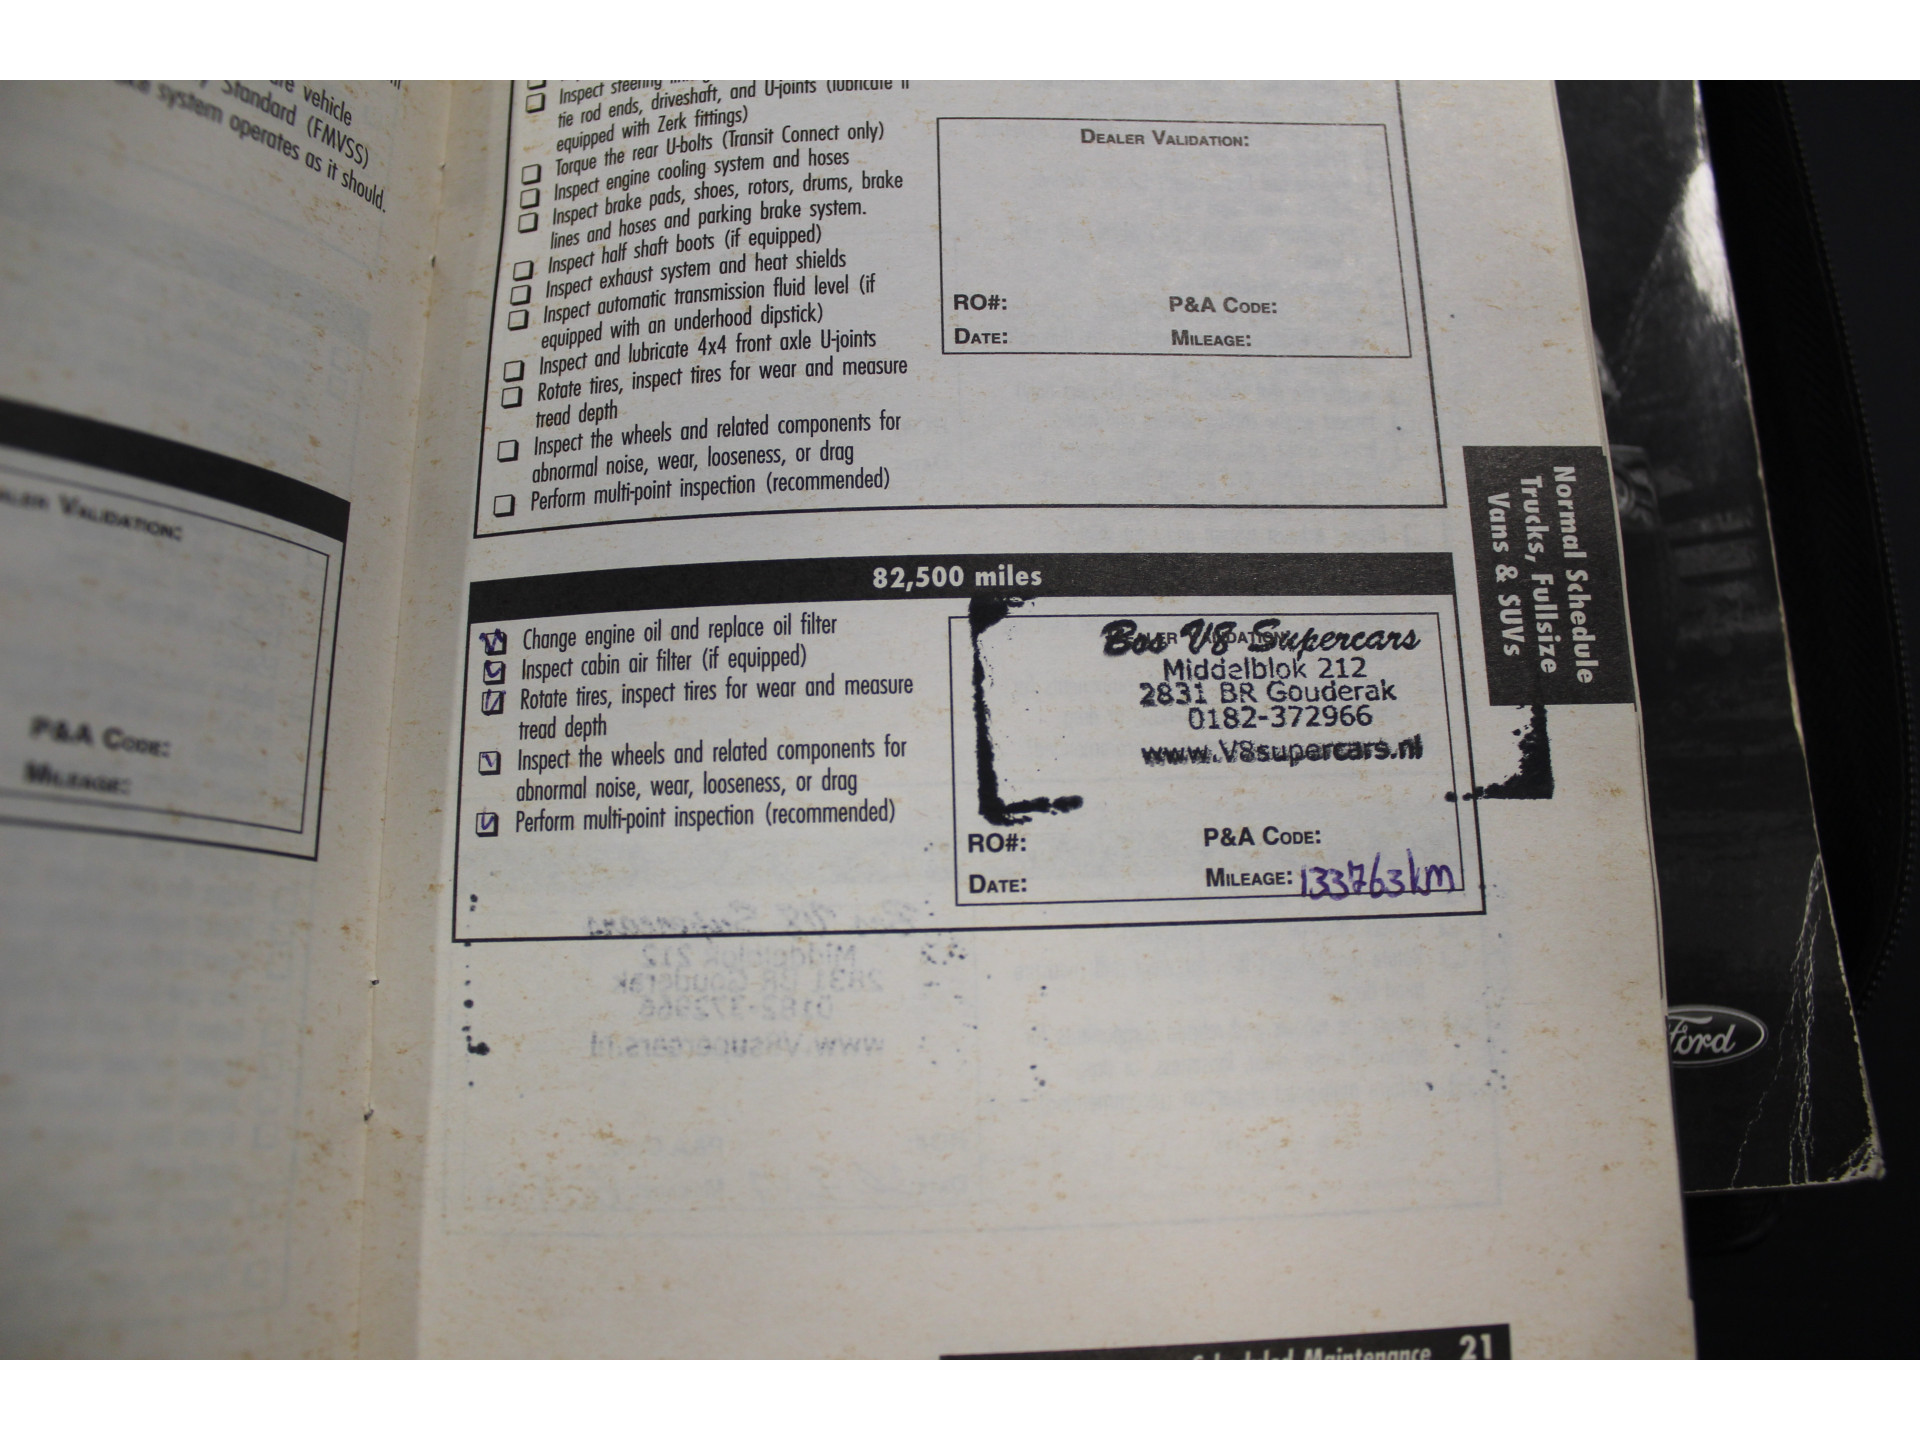 vehicle
Standard (FMVSS)
system operates as it should.
VALIDATION:
P&A CODE:
MILEAGE:
Inspect steering
tie rod ends, driveshaft, and U-joints (lubricate if
equipped with Zerk fittings)
Torque the rear U-bolts (Transit Connect only)
Inspect engine cooling system and hoses
Inspect brake pads, shoes, rotors, drums, brake
lines and hoses and parking brake system.
Inspect half shaft boots (if equipped)
Inspect exhaust system and heat shields
Inspect automatic transmission fluid level (if
equipped with an underhood dipstick)
Inspect and lubricate 4x4 front axle U-joints
Rotate tires, inspect tires for wear and measure
tread depth
Inspect the wheels and related components for
abnormal noise, wear, looseness, or drag
Perform multi-point inspection (recommended)
DEALER VALIDATION:
RO#: P&A CODE:
DATE: MILEAGE:
Normal Schedule
Trucks, Fullsize
Vans & SUVs
82,500 miles
Change engine oil and replace oil filter
Inspect cabin air filter (if equipped)
Rotate tires, inspect tires for wear and measure
tread depth
Inspect the wheels and related components for
abnormal noise, wear, looseness, or drag
Perform multi-point inspection (recommended)
DEALER VALIDATION:
Bos V8 Supercars
Middelblok 212
2831 BR Gouderak
0182-372966
www.V8supercars.nl
RO#: P&A CODE:
DATE: MILEAGE: 133763km
Ford
Scheduled Maintenance 21